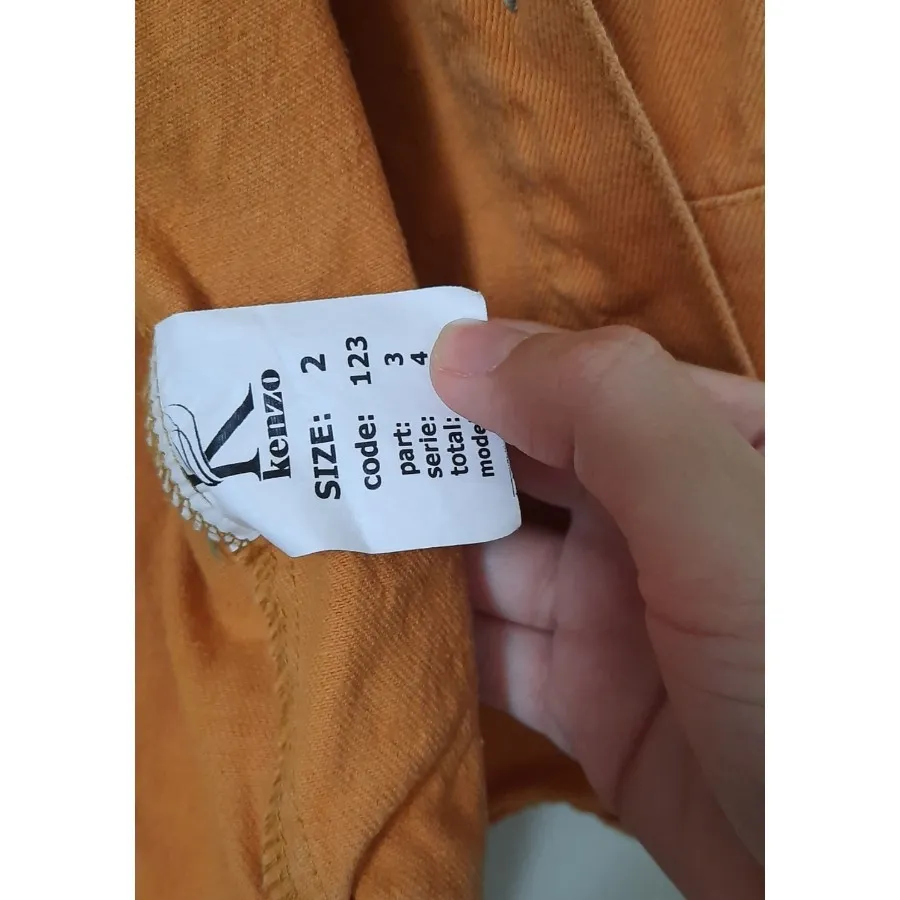 K
kenzo
SIZE: 2
code: 123
part: 3
serie: 4
total:
mode